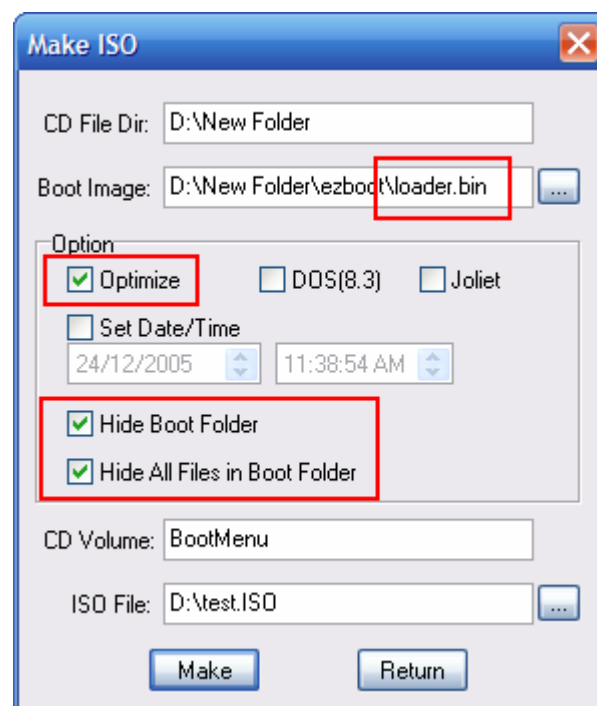 Make ISO
CD File Dir: D:\New Folder
Boot Image: D:\New Folder\ezboot\loader.bin ...
Option
Optimize DOS(8.3) Joliet
Set Date/Time
24/12/2005 11:38:54 AM
Hide Boot Folder
Hide All Files in Boot Folder
CD Volume: BootMenu
ISO File: D:\test.ISO ...
Make Return